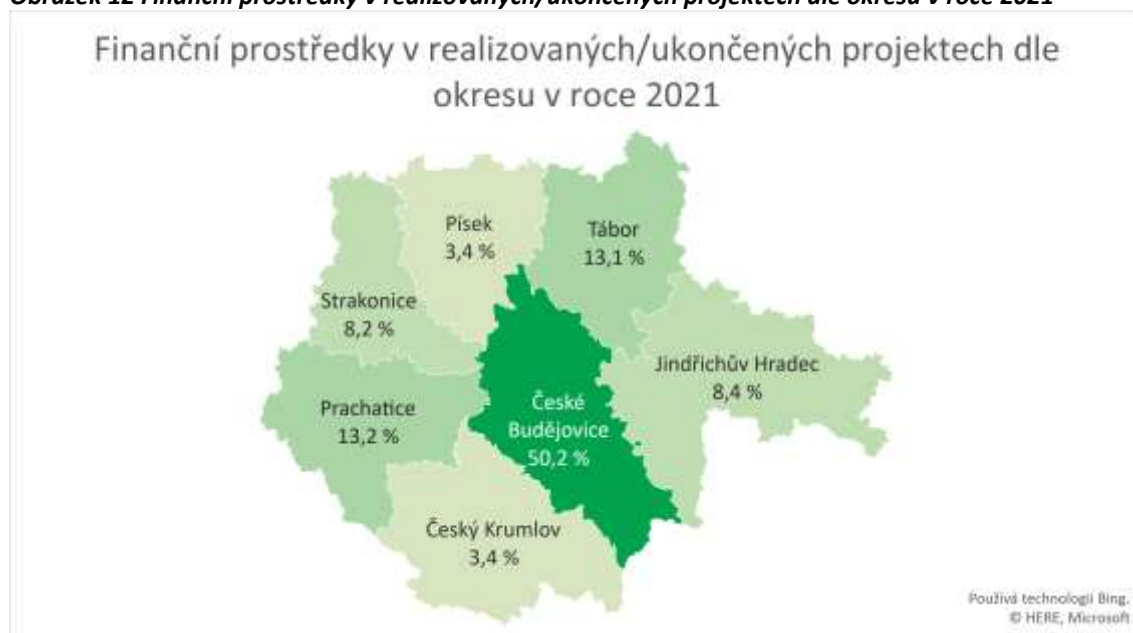 Obrázek 12 Finanční prostředky v realizovaných/ukončených projektech dle okresu v roce 2021
Finanční prostředky v realizovaných/ukončených projektech dle
okresu v roce 2021
Písek
3,4 %
Tábor
13,1 %
Strakonice
8,2 %
Jindřichův Hradec
8,4 %
Prachatice
13,2 %
České
Budějovice
50,2 %
Český Krumlov
3,4 %
Používá technologii Bing.
© HERE, Microsoft